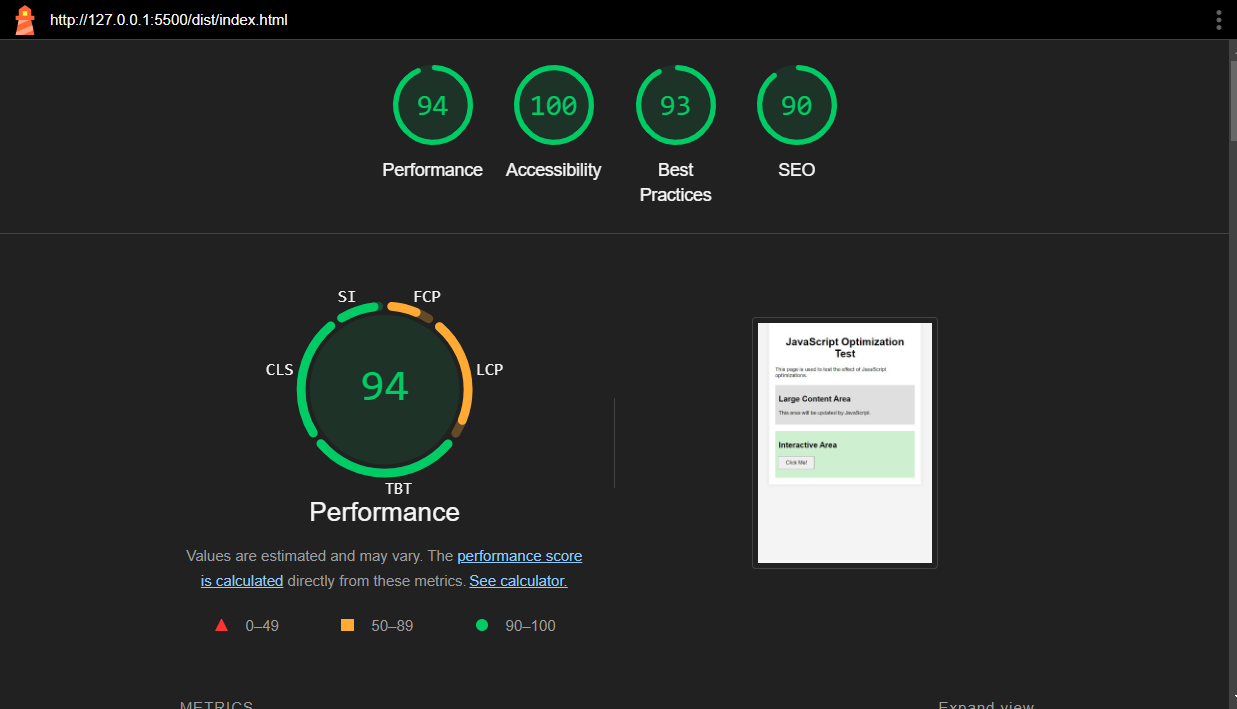 http://127.0.0.1:5500/dist/index.html
94
100
93
90
Performance
Accessibility
Best
Practices
SEO
SI
FCP
CLS
LCP
94
TBT
Performance
Values are estimated and may vary. The performance score
is calculated directly from these metrics. See calculator.
0–49
50–89
90–100
JavaScript Optimization
Test
This page is used to test the effect of JavaScript
optimizations.
Large Content Area
This area will be updated by JavaScript
Interactive Area
Click Me!
METRICS
Expand view